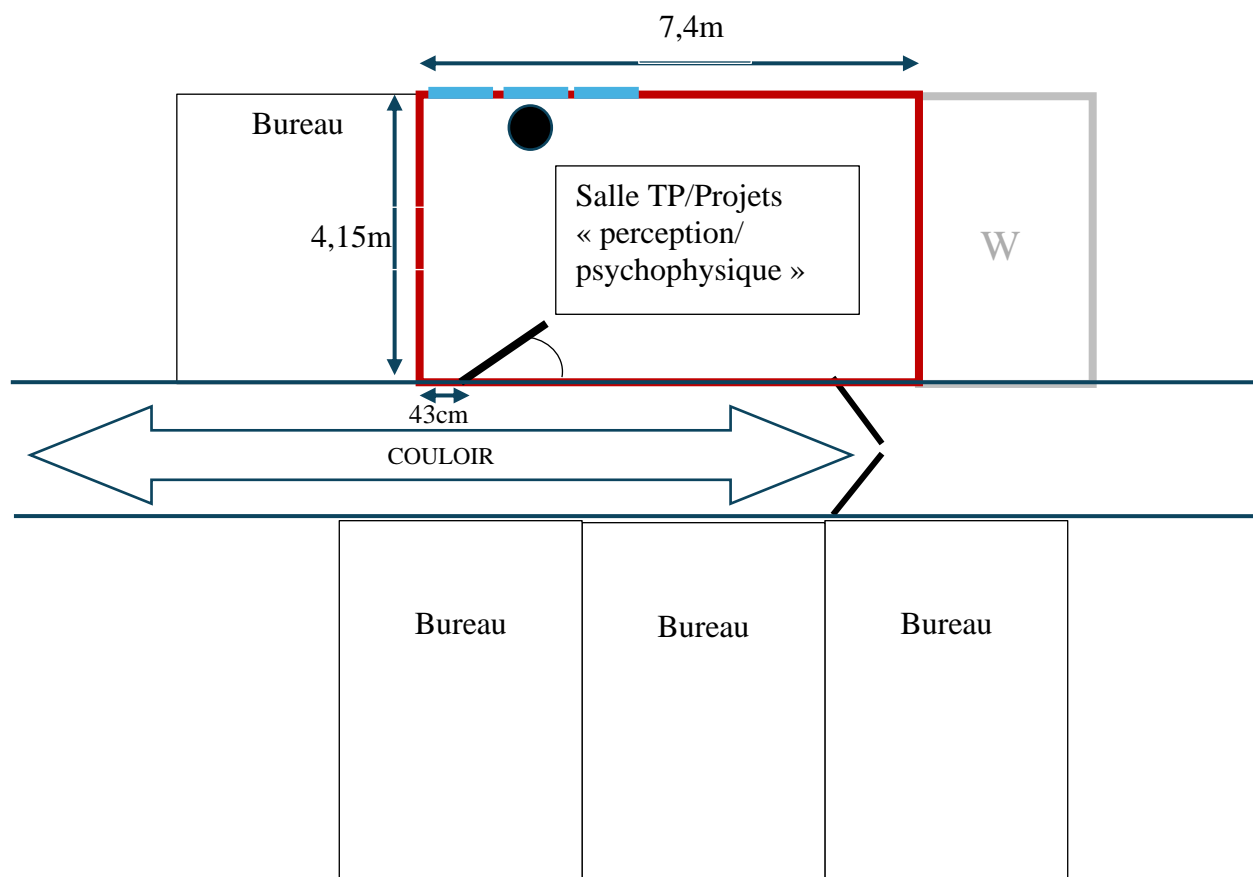 7,4m
Bureau
Salle TP/Projets
« perception/
psychophysique »
4,15m
W
43cm
COULOIR
Bureau
Bureau
Bureau